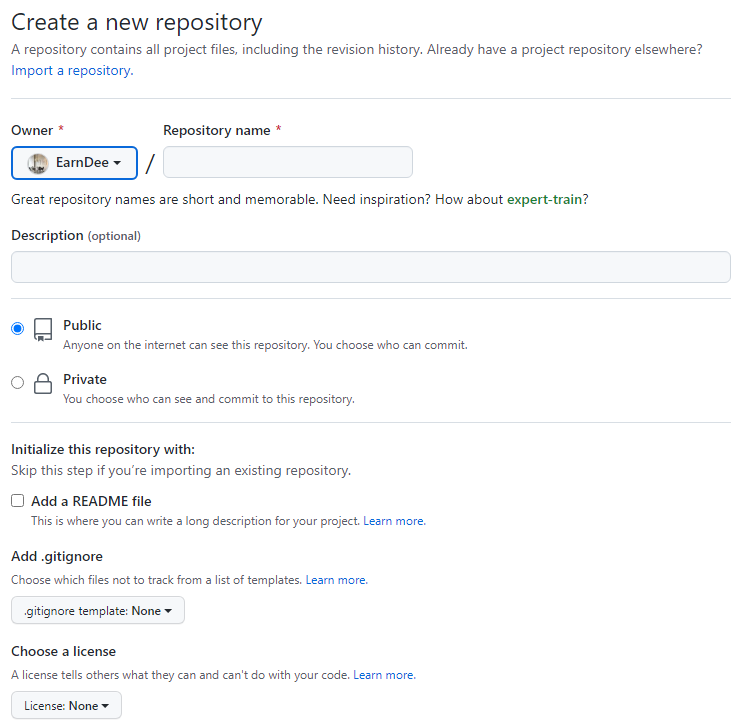 Create a new repository
A repository contains all project files, including the revision history. Already have a project repository elsewhere?
Import a repository.
Owner * Repository name *
EarnDee /
Great repository names are short and memorable. Need inspiration? How about expert-train?
Description (optional)
Public
Anyone on the internet can see this repository. You choose who can commit.
Private
You choose who can see and commit to this repository.
Initialize this repository with:
Skip this step if you’re importing an existing repository.
Add a README file
This is where you can write a long description for your project. Learn more.
Add .gitignore
Choose which files not to track from a list of templates. Learn more.
.gitignore template: None
Choose a license
A license tells others what they can and can't do with your code. Learn more.
License: None